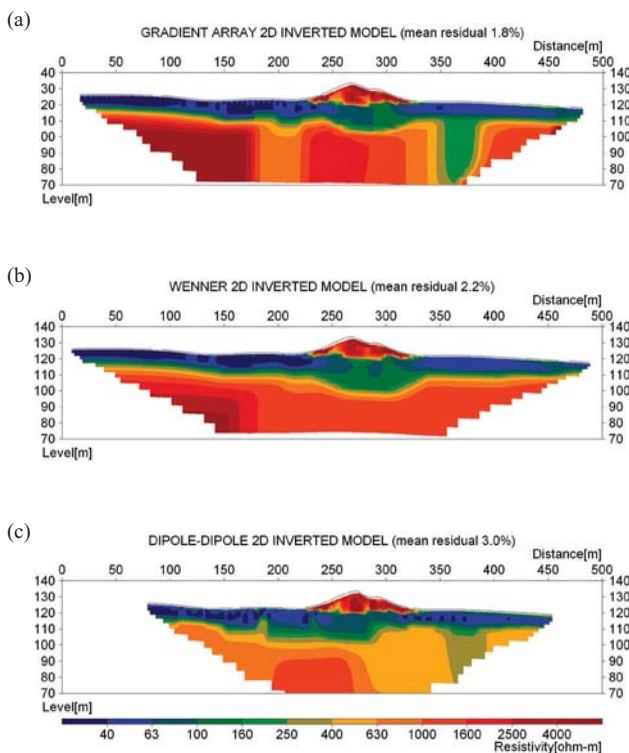 (a)
GRADIENT ARRAY 2D INVERTED MODEL (mean residual 1.8%)
Distance[m]
0 50 100 150 200 250 300 350 400 450 500
40 140
30 130
20 120
10 110
00 100
90 90
80 80
70 70
Level[m]
(b)
WENNER 2D INVERTED MODEL (mean residual 2.2%)
Distance[m]
0 50 100 150 200 250 300 350 400 450 500
140 140
130 130
120 120
110 110
100 100
90 90
80 80
70 70
Level[m]
(c)
DIPOLE-DIPOLE 2D INVERTED MODEL (mean residual 3.0%)
Distance[m]
0 50 100 150 200 250 300 350 400 450 500
140 140
130 130
120 120
110 110
100 100
90 90
80 80
70 70
Level[m]
40 63 100 160 250 400 630 1000 1600 2500 4000
Resistivity[ohm-m]